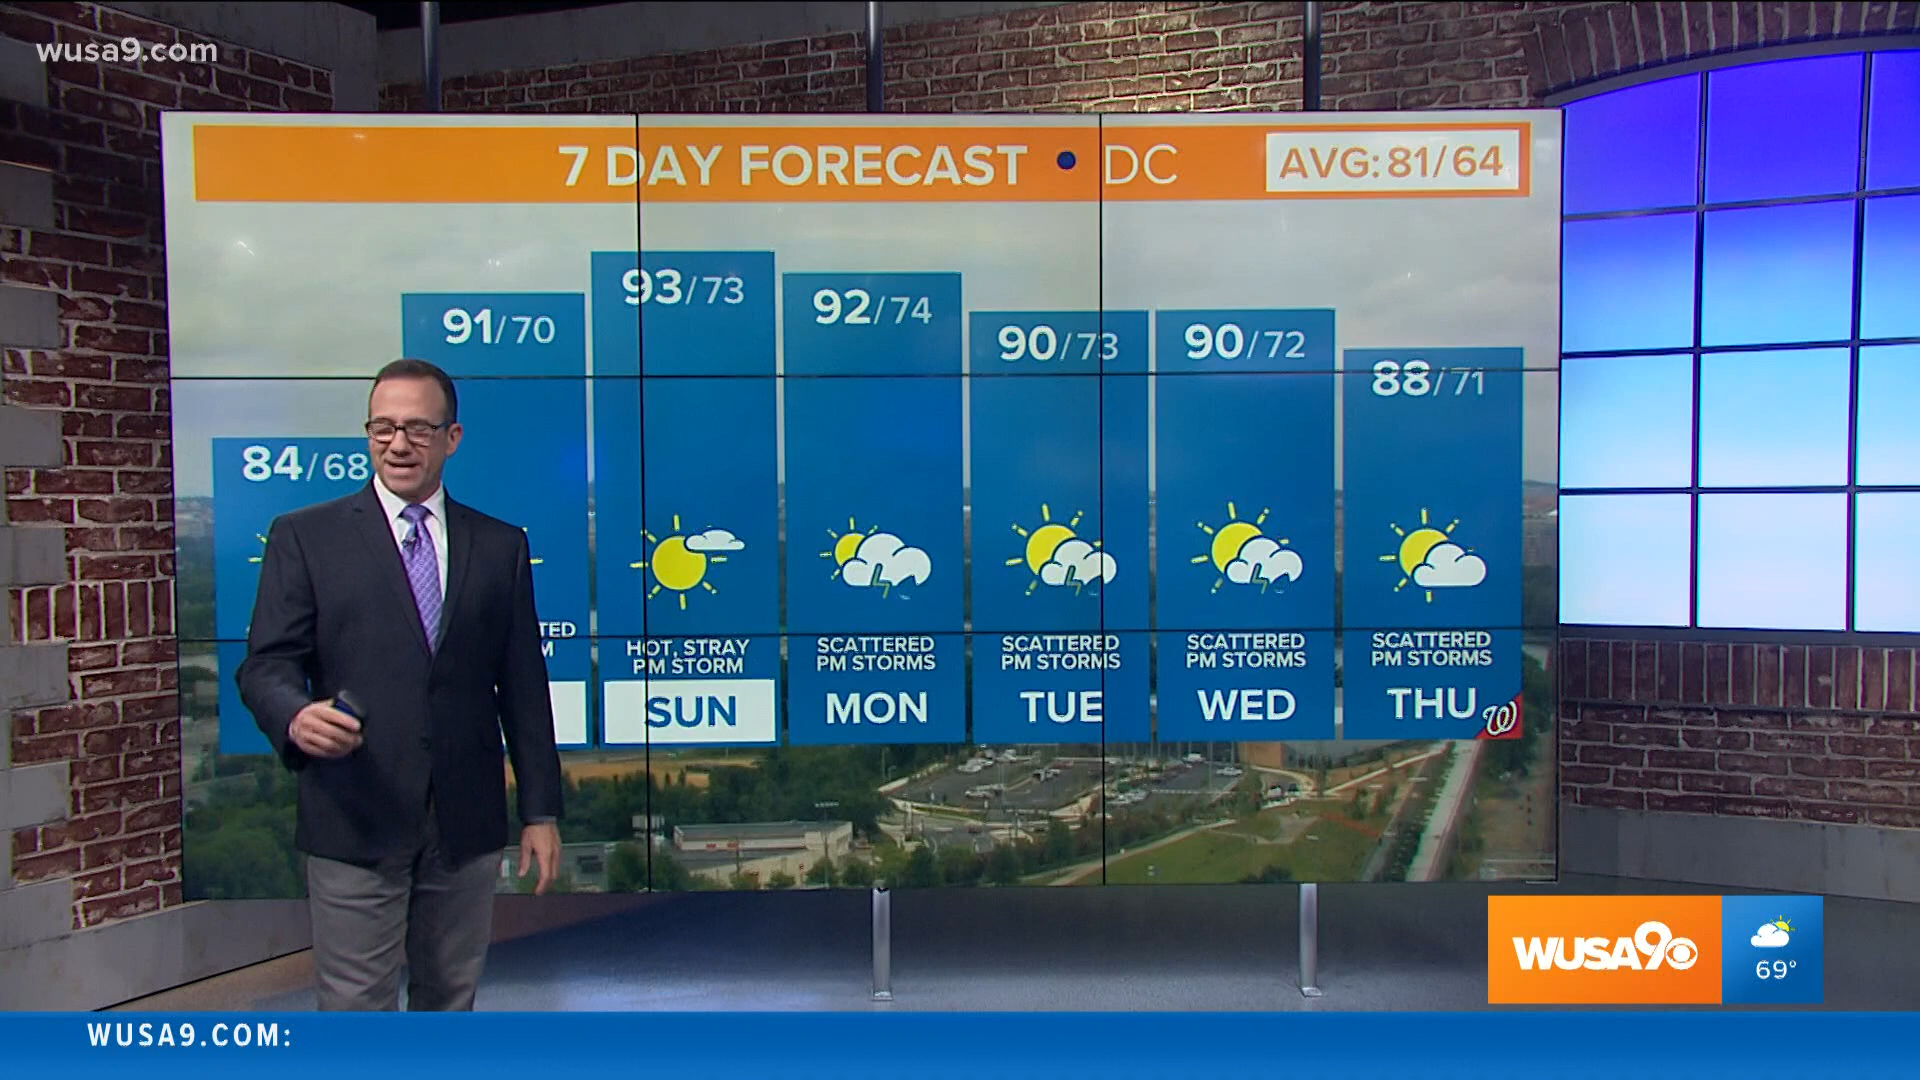 wusa9.com
7 DAY FORECAST • DC
AVG: 81/64
84/68
91/70
93/73
92/74
90/73
90/72
88/71
HOT, STRAY
PM STORM
SUN
SCATTERED
PM STORMS
MON
SCATTERED
PM STORMS
TUE
SCATTERED
PM STORMS
WED
SCATTERED
PM STORMS
THU
W
WUSA9
69°
WUSA9.COM: